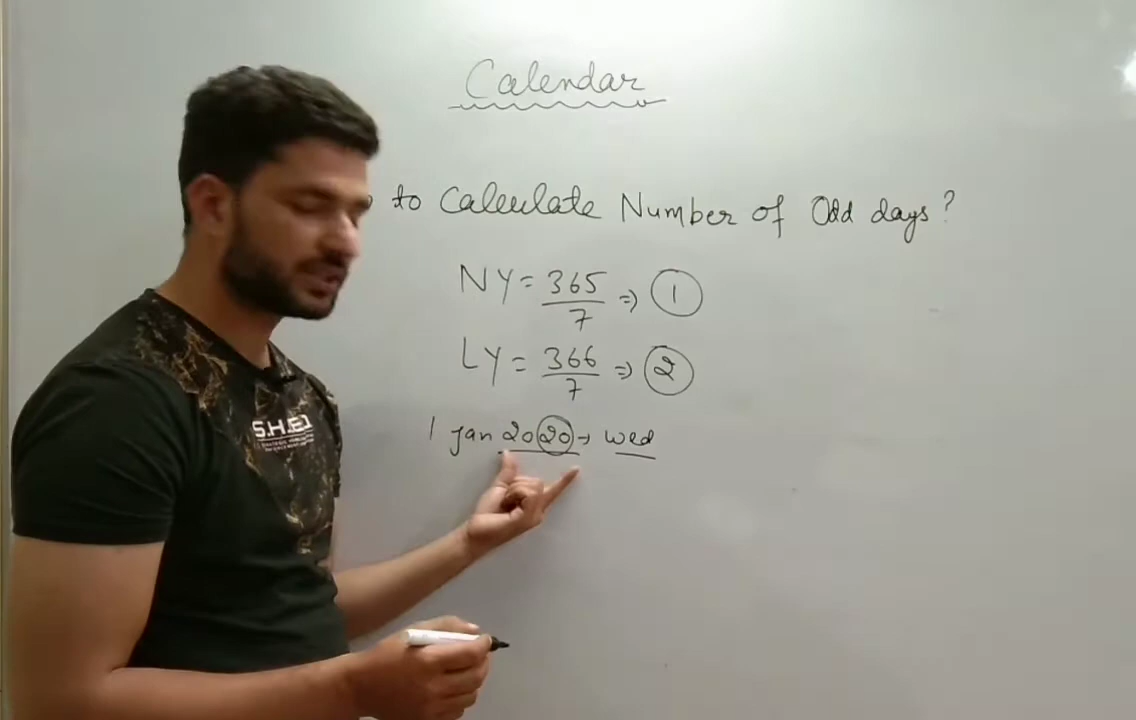 Calendar
to Calculate Number of Odd days?
NY = 365/7 => 1
LY = 366/7 => 2
1 Jan 2020 → Wed
S.H.E.D